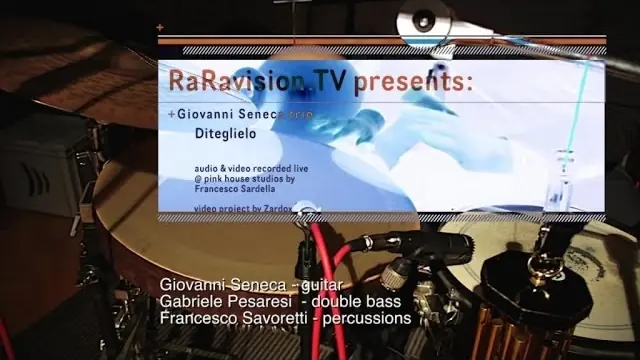 RaRavision.TV presents:
+Giovanni Seneca trio
Diteglielo
audio & video recorded live
@ pink house studios by
Francesco Sardella
video project by Zardox
Giovanni Seneca - guitar
Gabriele Pesaresi - double bass
Francesco Savoretti - percussions